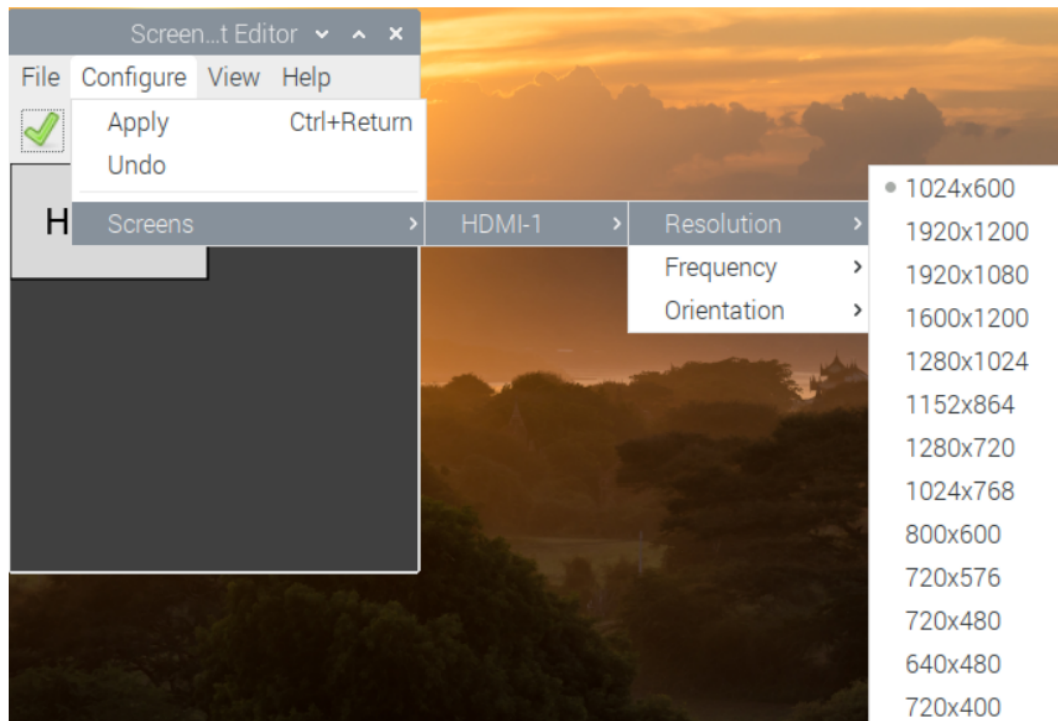 Screen...t Editor
File Configure View Help
Apply Ctrl+Return
Undo
H
Screens
HDMI-1
Resolution
Frequency
Orientation
1024x600
1920x1200
1920x1080
1600x1200
1280x1024
1152x864
1280x720
1024x768
800x600
720x576
720x480
640x480
720x400